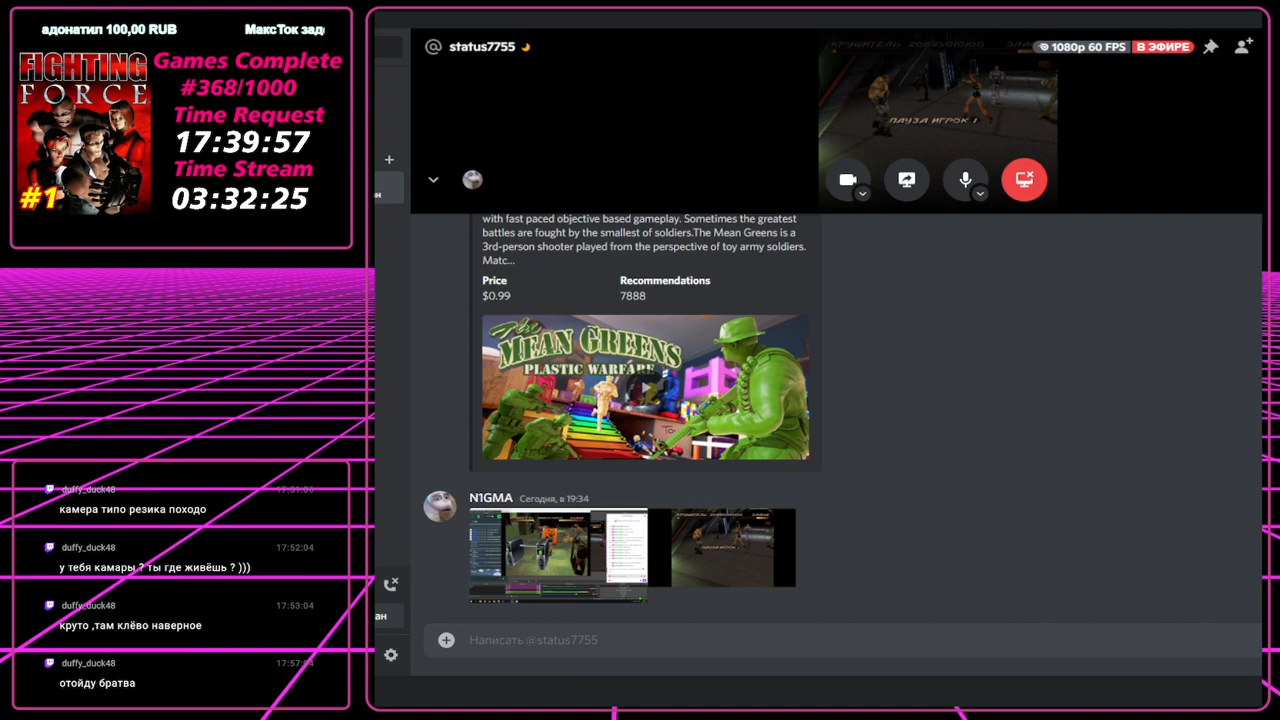 адонатил 100,00 RUB
МаксТок зад
FIGHTING
FORCE
#1
Games Complete
#368/1000
Time Request
17:39:57
Time Stream
03:32:25
duffy_duck48
камера типо резика походо
duffy_duck48 17:52:04
у тебя камары ? ты где живёшь ? )))
duffy_duck48 17:53:04
круто ,там клёво наверное
duffy_duck48
отойду братва
@ status7755
1080p 60 FPS
В ЭФИРЕ
ПАУЗА ИГРОК 1
with fast paced objective based gameplay. Sometimes the greatest
battles are fought by the smallest of soldiers.The Mean Greens is a
3rd-person shooter played from the perspective of toy army soldiers.
Matc...
Price
Recommendations
$0.99
7888
The
MEAN GREENS
PLASTIC WARFARE
N1GMA Сегодня, в 19:34
ПАУЗА ИГРОК 1
ан
Написать @status7755